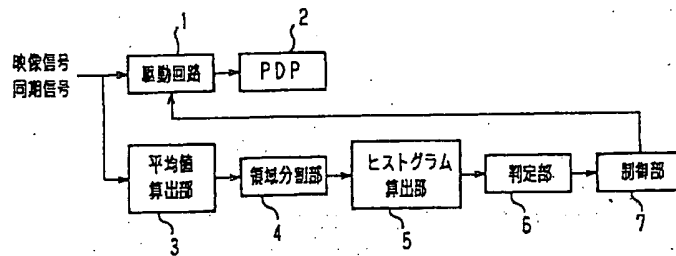 1
2
映像信号
同期信号
駆動回路
PDP
平均値
算出部
領域分割部
ヒストグラム
算出部
判定部
制御部
3
4
5
6
7